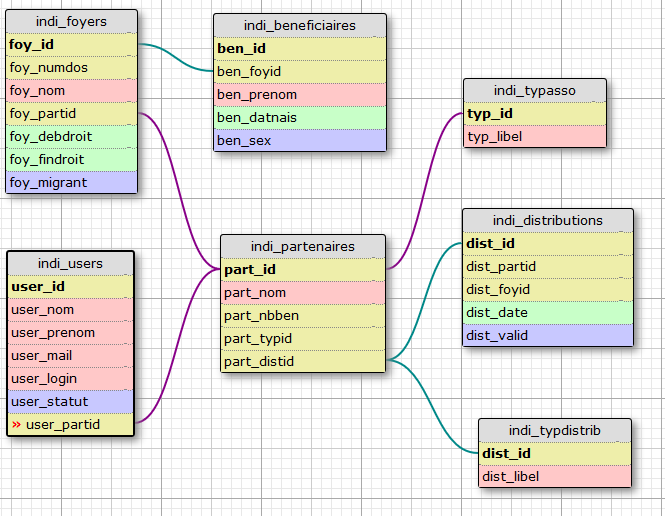 indi_foyers
foy_id
foy_numdos
foy_nom
foy_partid
foy_debdroit
foy_findroit
foy_migrant
indi_beneficiaires
ben_id
ben_foyid
ben_prenom
ben_datnais
ben_sex
indi_typasso
typ_id
typ_libel
indi_users
user_id
user_nom
user_prenom
user_mail
user_login
user_statut
» user_partid
indi_partenaires
part_id
part_nom
part_nbben
part_typid
part_distid
indi_distributions
dist_id
dist_partid
dist_foyid
dist_date
dist_valid
indi_typdistrib
dist_id
dist_libel